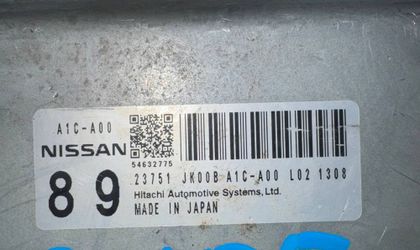 A1C-A00
54632775
NISSAN
89
23751 JK00B A1C-A00 L02 1308
Hitachi Automotive Systems, Ltd.
MADE IN JAPAN